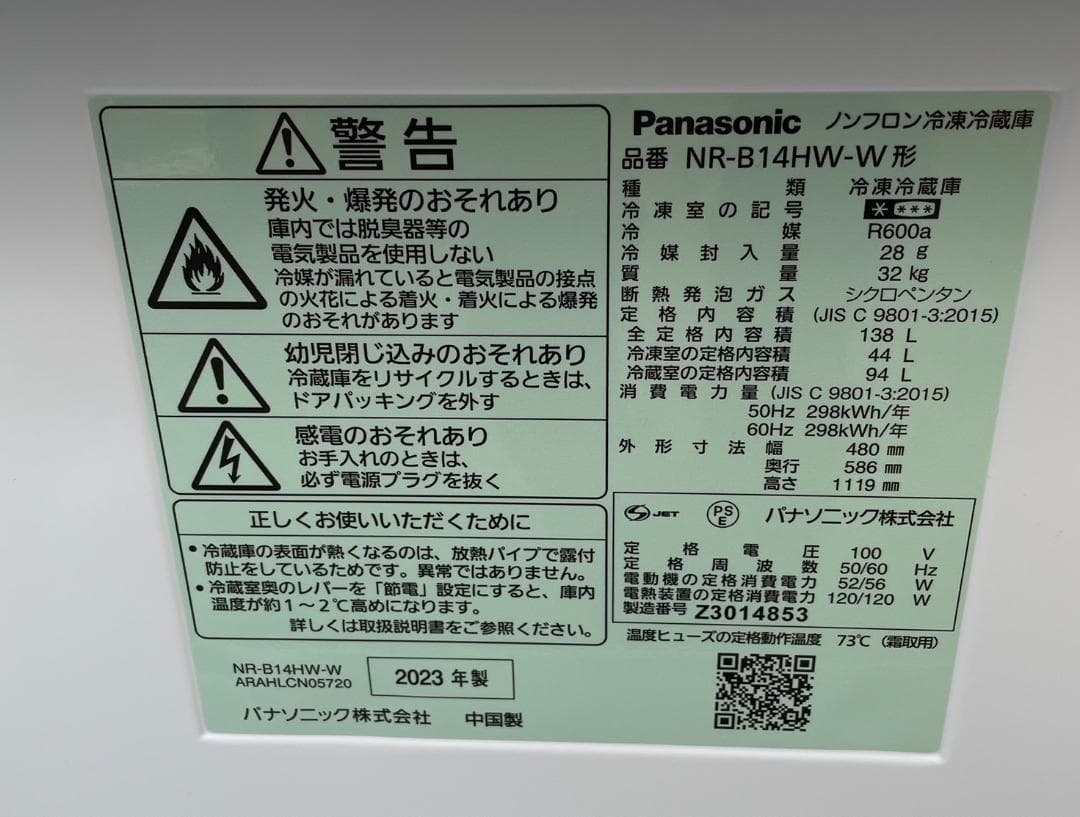 警告
発火・爆発のおそれあり
庫内では脱臭器等の
電気製品を使用しない
冷媒が漏れていると電気製品の接点
の火花による着火・着火による爆発
のおそれがあります
幼児閉じ込みのおそれあり
冷蔵庫をリサイクルするときは、
ドアパッキングを外す
感電のおそれあり
お手入れのときは、
必ず電源プラグを抜く
正しくお使いいただくために
•冷蔵庫の表面が熱くなるのは、放熱パイプで露付
防止をしているためです。異常ではありません。
•冷蔵室奥のレバーを「節電」設定にすると、庫内
温度が約1～2℃高めになります。
詳しくは取扱説明書をご参照ください。
NR-B14HW-W
ARAHLCN05720
2023 年製
パナソニック株式会社 中国製
Panasonic ノンフロン冷凍冷蔵庫
品番 NR-B14HW-W形
種類 冷凍冷蔵庫
冷凍室の記号 ＊＊＊＊
冷媒 R600a
冷媒封入量 28 g
質量 32 kg
断熱発泡ガス シクロペンタン
定格内容積 (JIS C 9801-3:2015)
全定格内容積 138 L
冷凍室の定格内容積 44 L
冷蔵室の定格内容積 94 L
消費電力量 (JIS C 9801-3:2015)
50Hz 298kWh/年
60Hz 298kWh/年
外形寸法幅 480 ㎜
奥行 586 ㎜
高さ 1119 ㎜
JET PSE パナソニック株式会社
定格電圧 100 V
定格周波数 50/60 Hz
電動機の定格消費電力 52/56 W
電熱装置の定格消費電力 120/120 W
製造番号 Z3014853
温度ヒューズの定格動作温度 73℃ (霜取用)